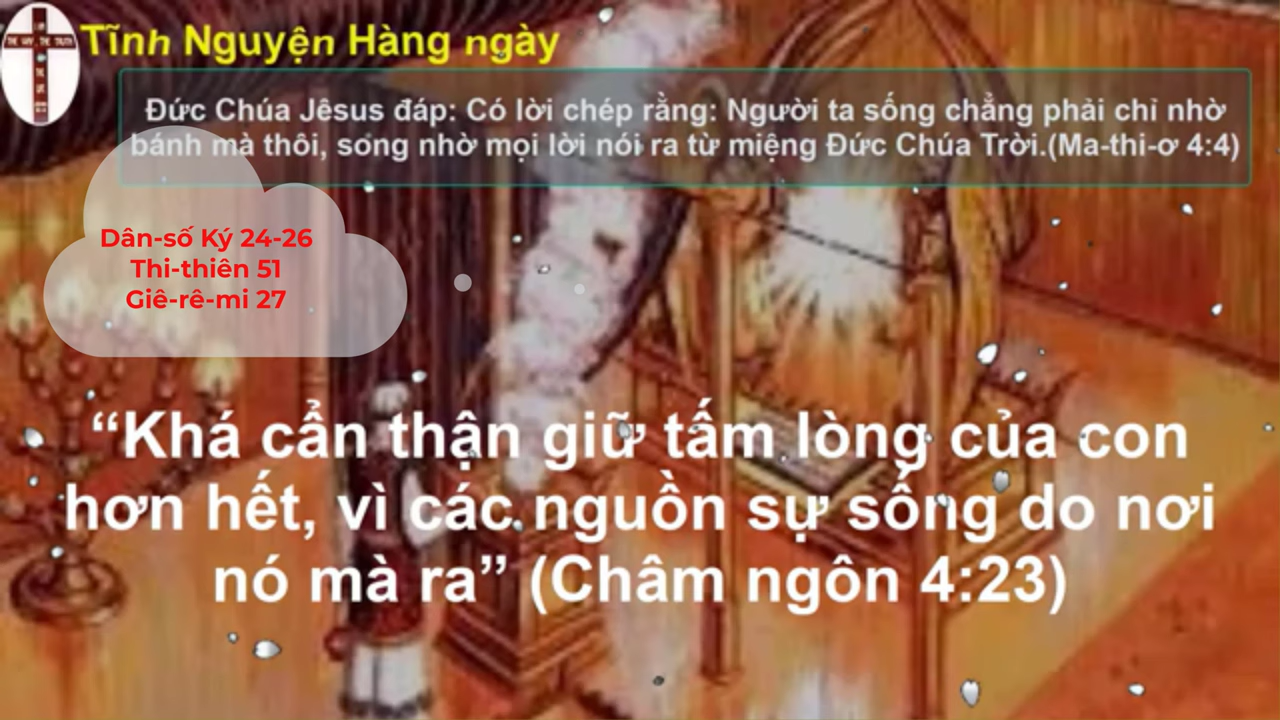 Tĩnh Nguyện Hàng ngày
Đức Chúa Jêsus đáp: Có lời chép rằng: Người ta sống chẳng phải chỉ nhờ
bánh mà thôi, song nhờ mọi lời nói ra từ miệng Đức Chúa Trời.(Ma-thi-ơ 4:4)
Dân-số Ký 24-26
Thi-thiên 51
Giê-rê-mi 27
“Khá cẩn thận giữ tấm lòng của con
hơn hết, vì các nguồn sự sống do nơi
nó mà ra” (Châm ngôn 4:23)